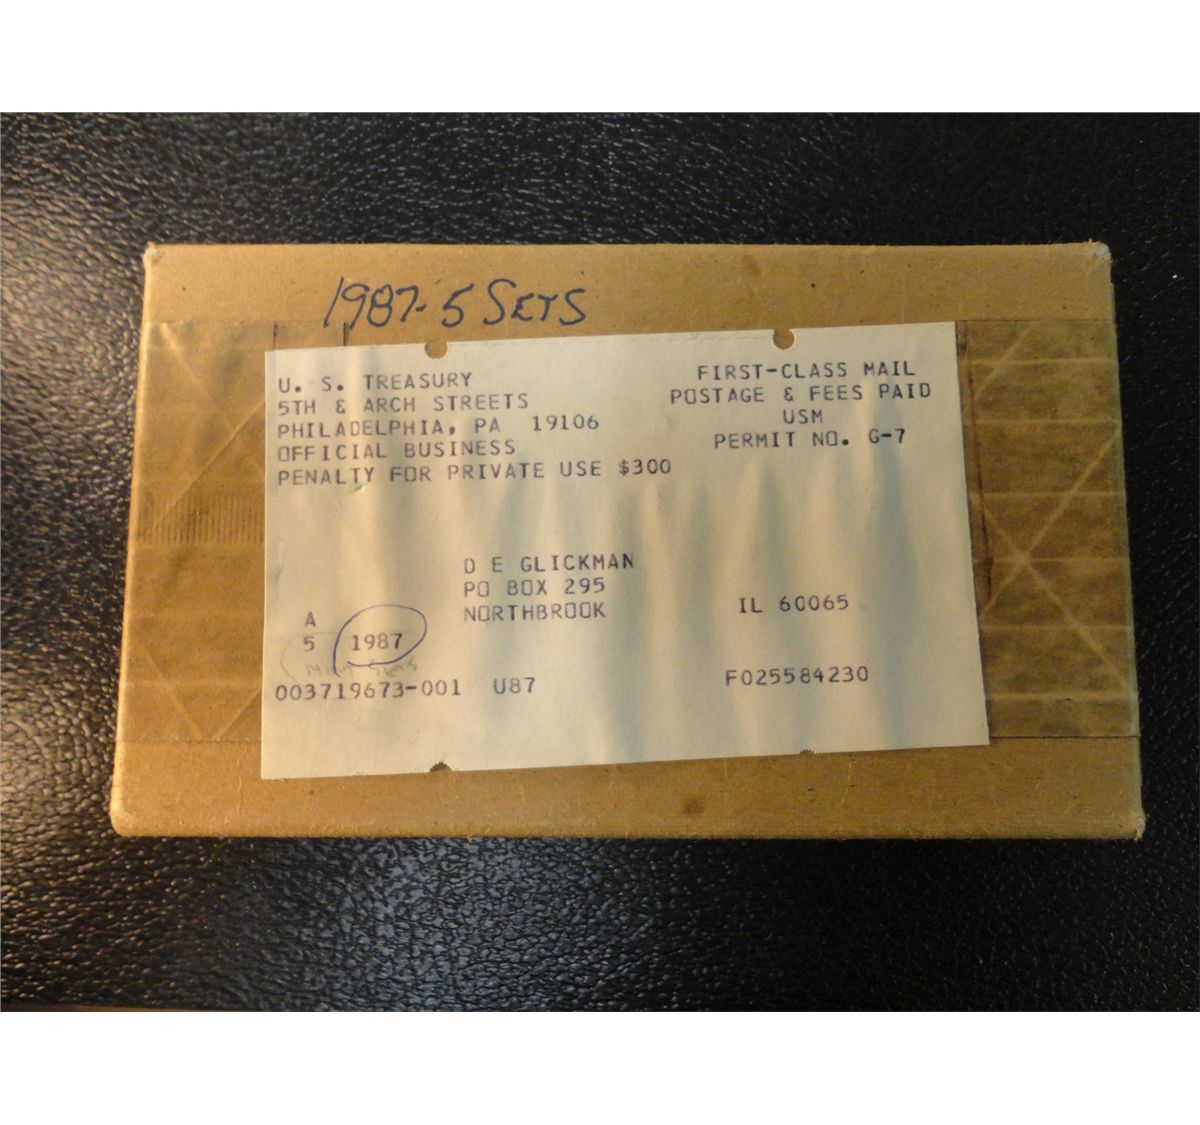 1987-5 SETS
U. S. TREASURY
5TH & ARCH STREETS
PHILADELPHIA, PA 19106
OFFICIAL BUSINESS
PENALTY FOR PRIVATE USE $300
FIRST-CLASS MAIL
POSTAGE & FEES PAID
USM
PERMIT NO. G-7
D E GLICKMAN
PO BOX 295
NORTHBROOK IL 60065
A
5 1987
003719673-001 U87 F025584230